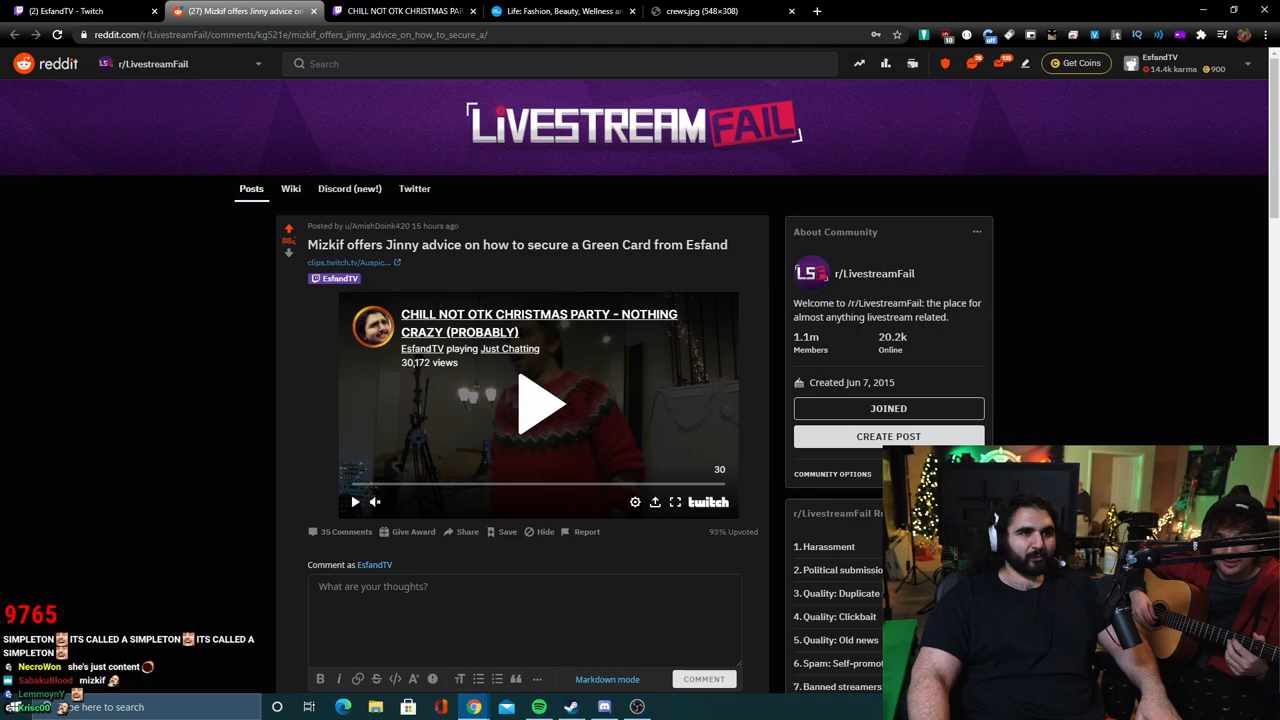 (1) EsfandTV - Twitch
(27) Mizkif offers Jinny advice on
CHILL NOT OTK CHRISTMAS PAR
Life: Fashion, Beauty, Wellness an
crews.jpg (548×308)
reddit.com/r/LivestreamFail/comments/kg521e/mizkif_offers_jinny_advice_on_how_to_secure_a/
reddit
r/LivestreamFail
Search
Get Coins
EsfandTV
14.4k karma
900
LIVESTREAM FAIL
Posts
Wiki
Discord (new!)
Twitter
Posted by u/AmishDoink420 15 hours ago
Mizkif offers Jinny advice on how to secure a Green Card from Esfand
clips.twitch.tv/Auspic...
EsfandTV
CHILL NOT OTK CHRISTMAS PARTY - NOTHING
CRAZY (PROBABLY)
EsfandTV playing Just Chatting
30,172 views
30
twitch
35 Comments
Give Award
Share
Save
Hide
Report
93% Upvoted
Comment as EsfandTV
What are your thoughts?
Markdown mode
COMMENT
About Community
r/LivestreamFail
Welcome to /r/LivestreamFail: the place for
almost anything livestream related.
1.1m
20.2k
Members
Online
Created Jun 7, 2015
JOINED
CREATE POST
COMMUNITY OPTIONS
r/LivestreamFail
1. Harassment
2. Political submissio
3. Quality: Duplicate
4. Quality: Clickbait
5. Quality: Old news
6. Spam: Self-promot
7. Banned streamers
9765
SIMPLETON ITS CALLED A SIMPLETON ITS CALLED A
SIMPLETON
NecroWon she's just content
SabakuBlood mizkif
LemmoynY
Krisc00
here to search